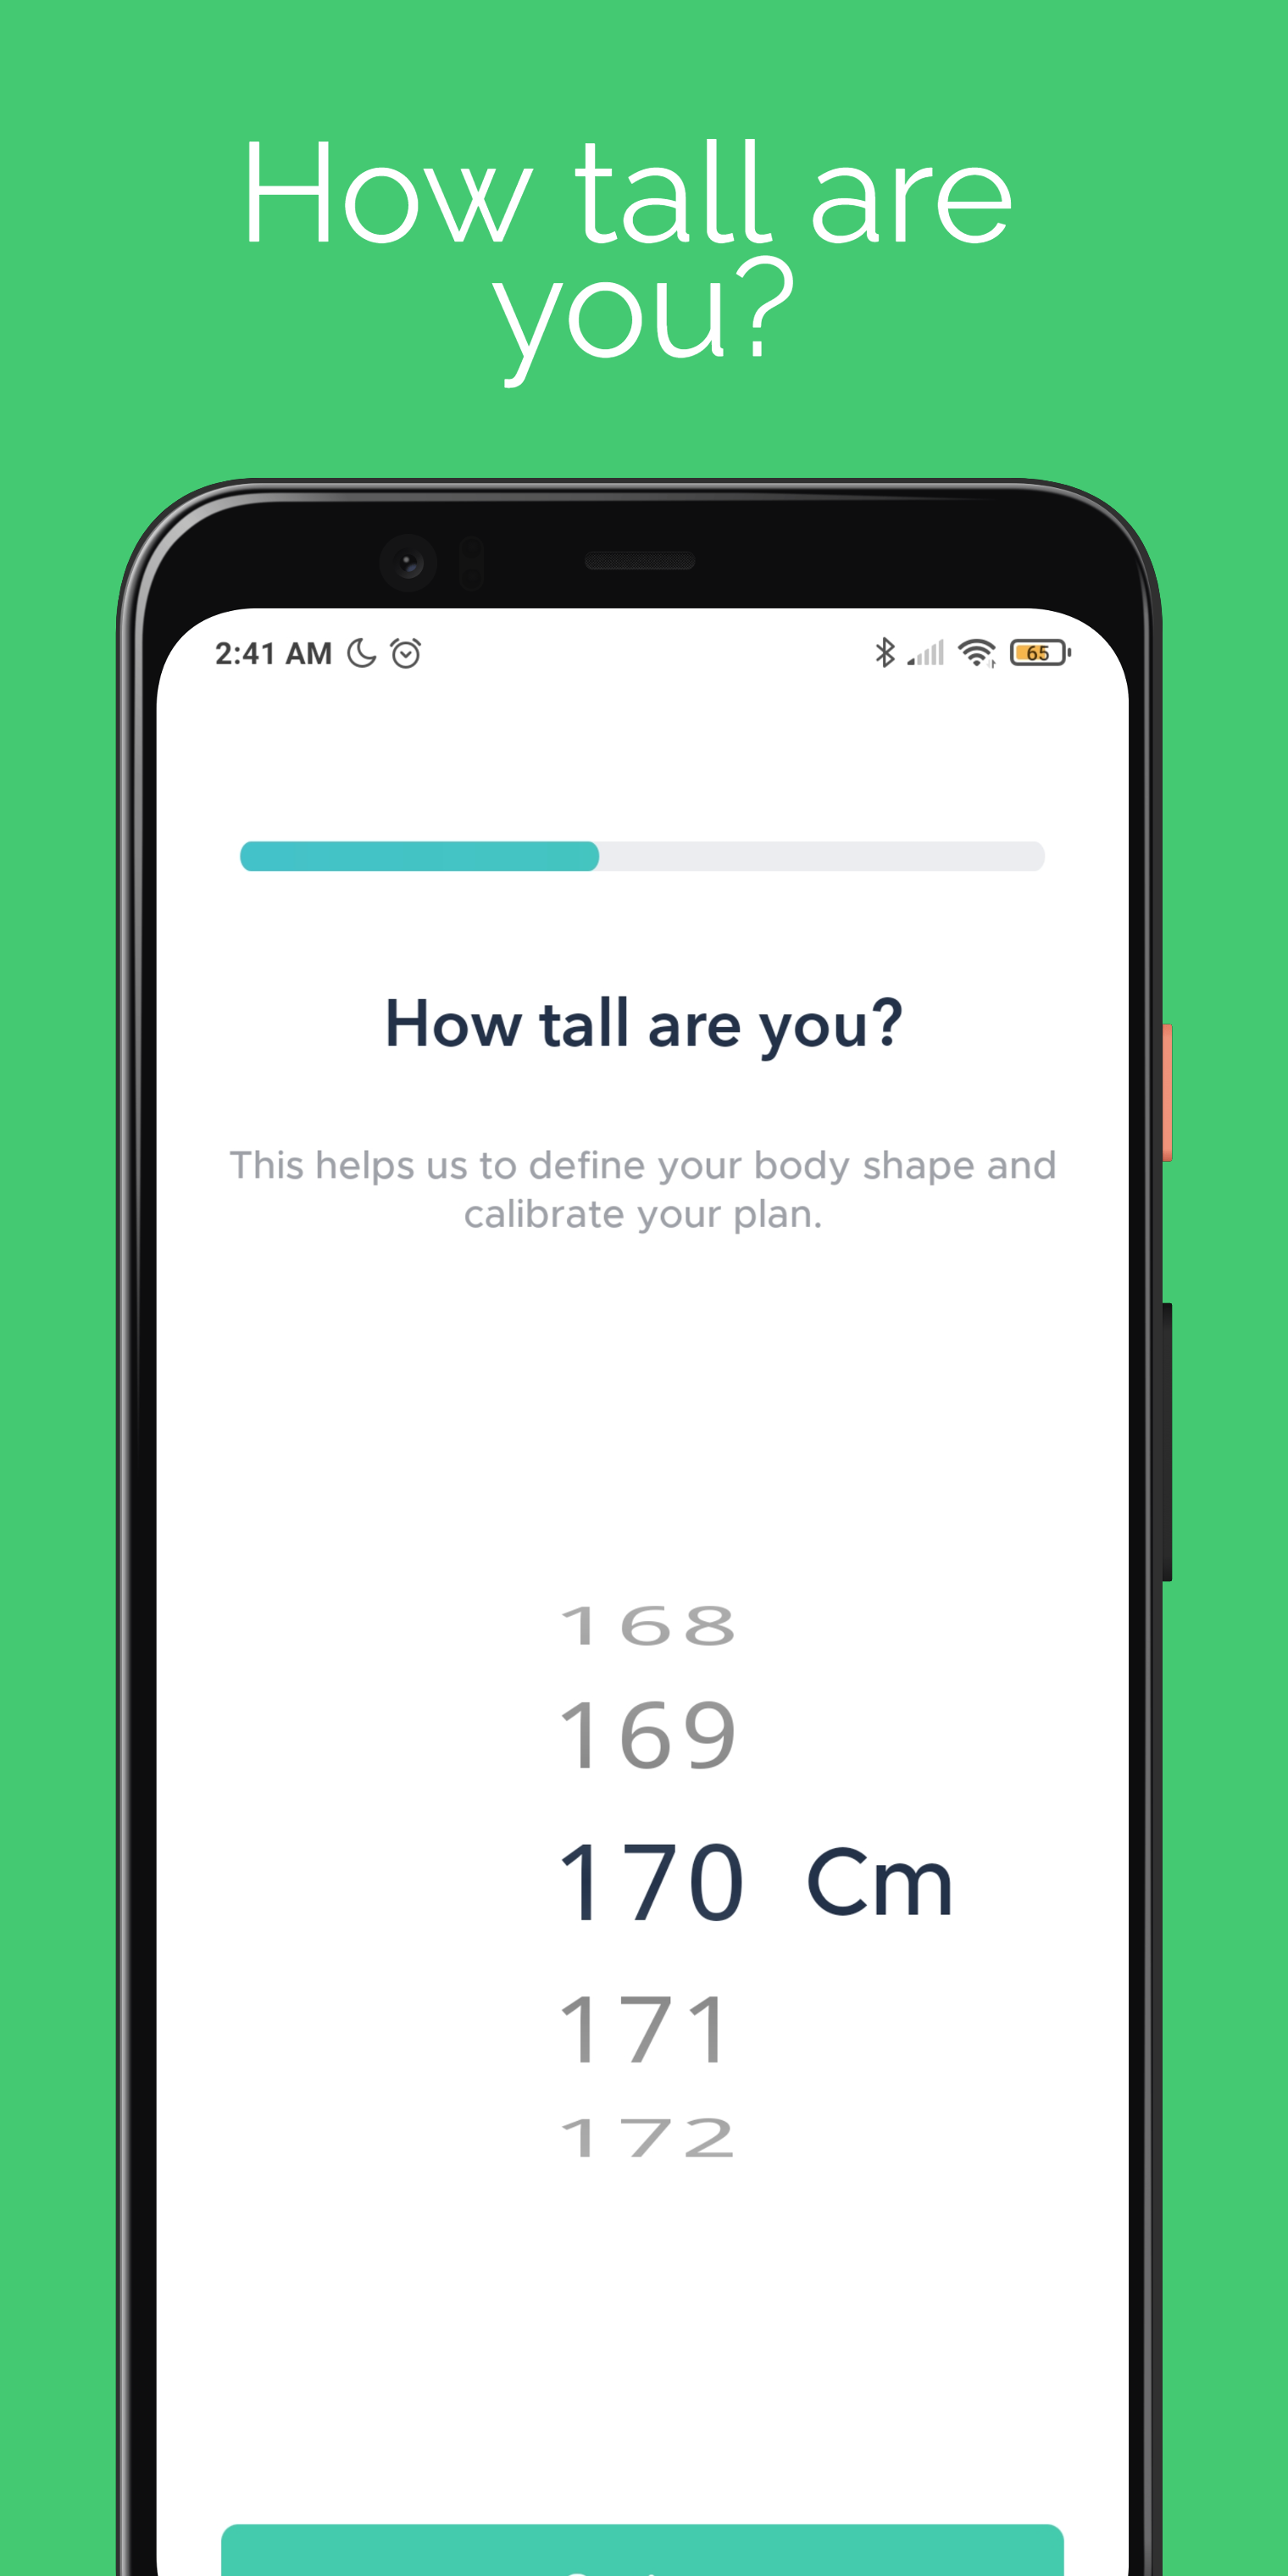 How tall are
you?
2:41 AM 65
How tall are you?
This helps us to define your body shape and
calibrate your plan.
168
169
170 Cm
171
172